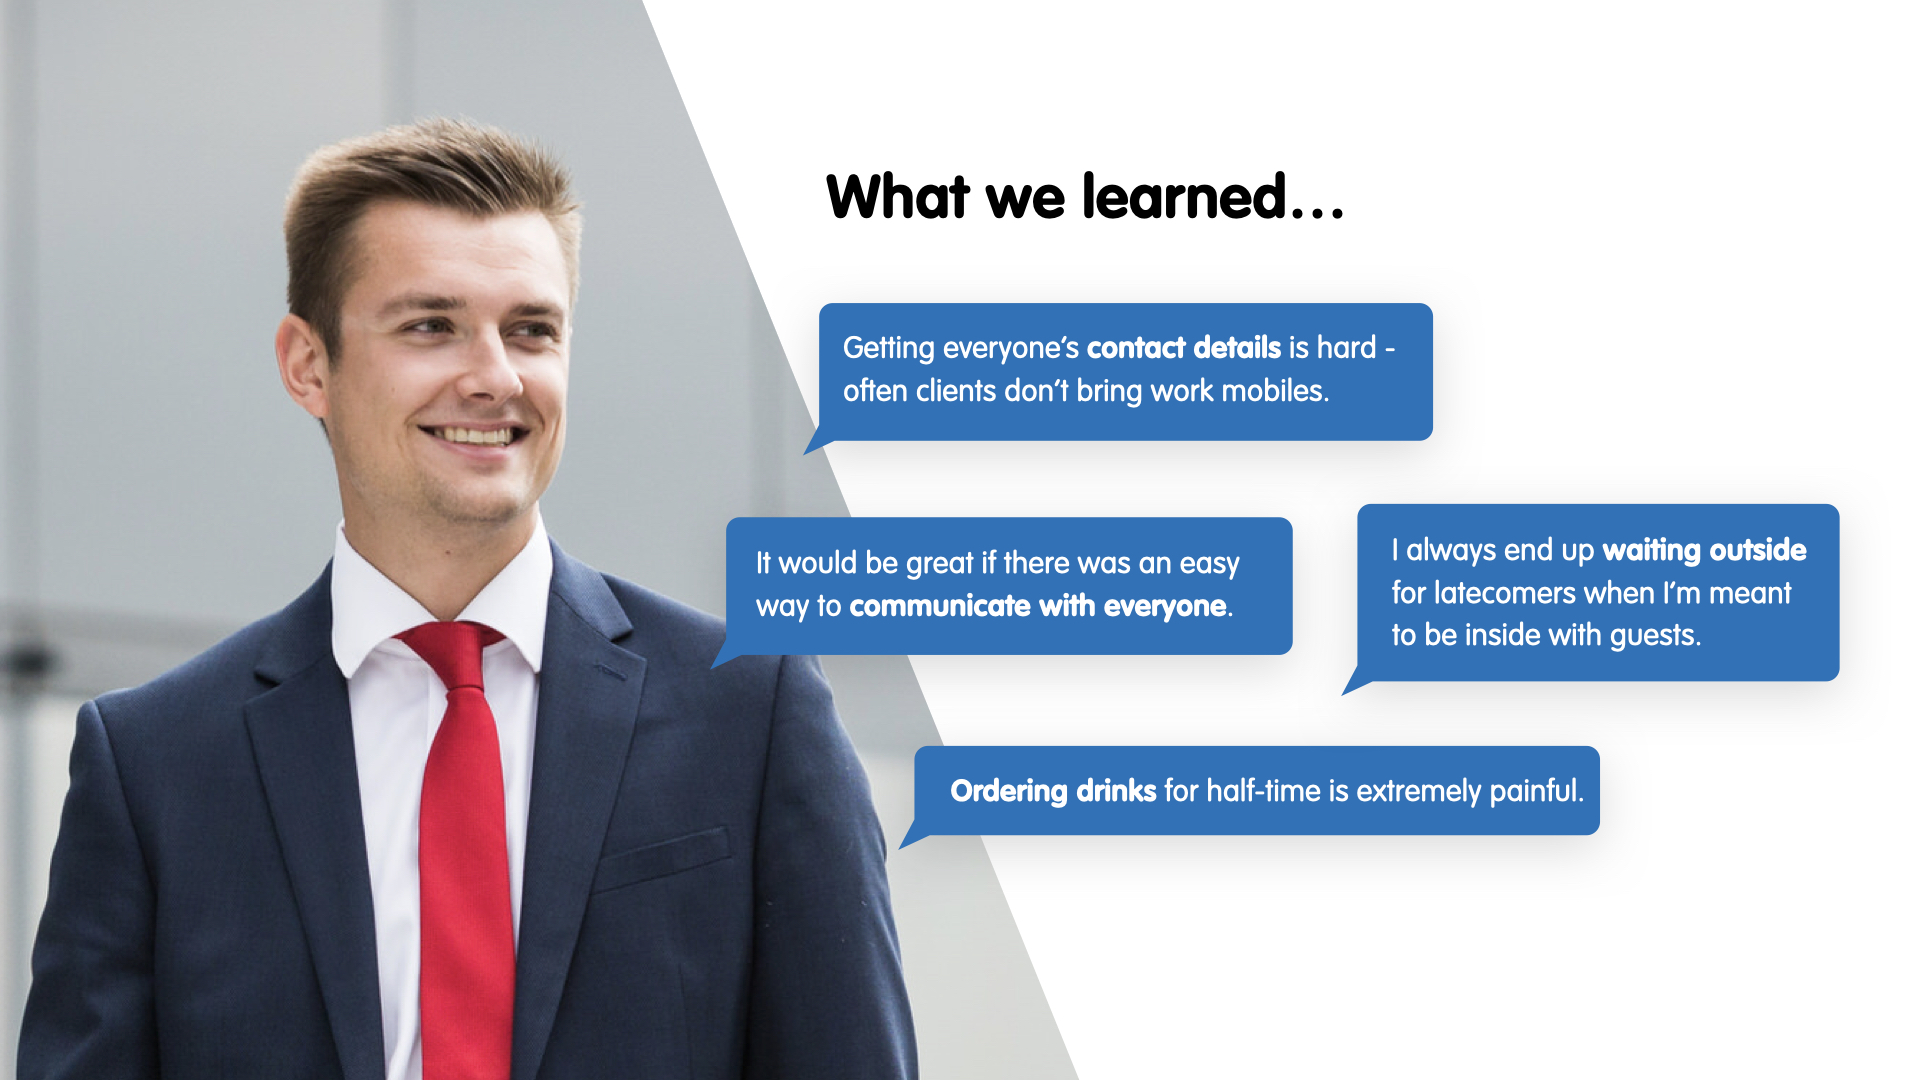 What we learned...
Getting everyone's contact details is hard -
often clients don't bring work mobiles.
It would be great if there was an easy
way to communicate with everyone.
I always end up waiting outside
for latecomers when I'm meant
to be inside with guests.
Ordering drinks for half-time is extremely painful.